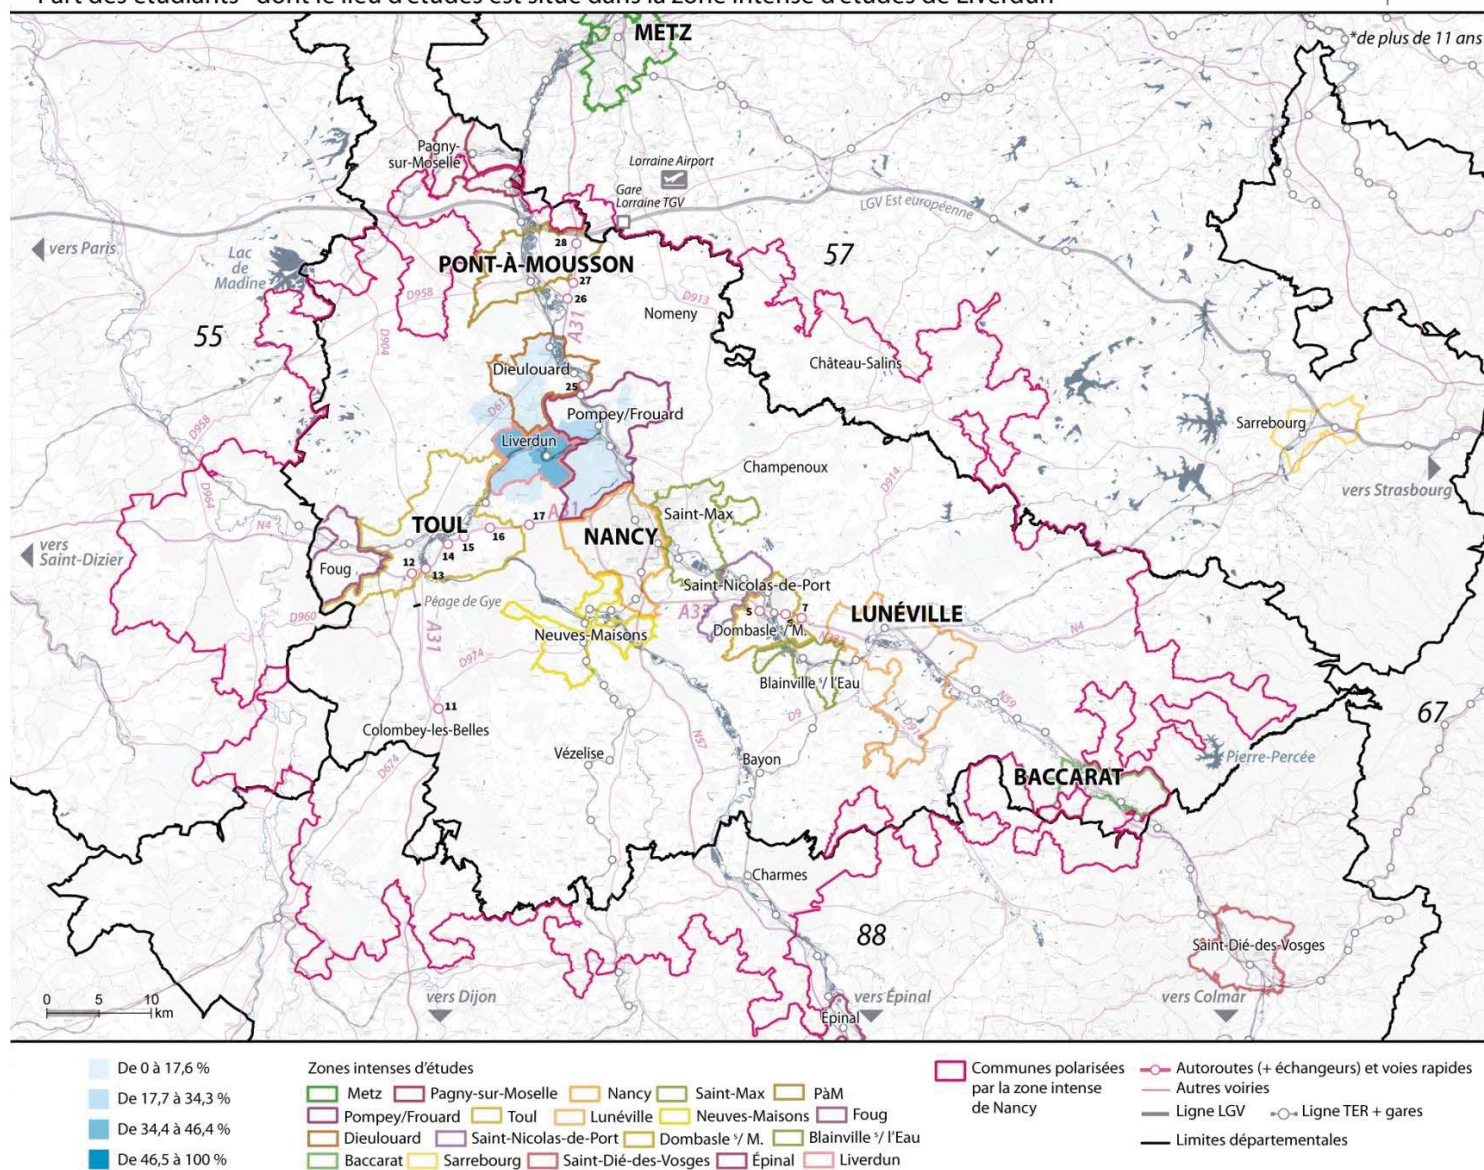 Part des étudiants* dont le lieu d'études est situé dans la zone intense d'études de Liverdun
*de plus de 11 ans
METZ
Pagny-
sur-Moselle
Lorraine Airport
Gare
Lorraine TGV
LGV Est européenne
vers Paris
Lac
de
Madine
28
57
PONT-À-MOUSSON
27
26
D958
D913
Nomeny
A31
55
D904
Château-Salins
Dieulouard
25
D958
Pompey/Frouard
Sarrebourg
Liverdun
Champenoux
D914
vers Strasbourg
D964
N4
TOUL
17
A31
16
15
14
Saint-Max
NANCY
vers
Saint-Dizier
Foug
12
13
Saint-Nicolas-de-Port
Péage de Gye
D960
A31
A33
5
7
LUNÉVILLE
Dombasle s/ M.
N4
Neuves-Maisons
D974
Blainville s/ l'Eau
11
D9
N59
67
Colombey-les-Belles
N57
D914
D674
Vézelise
Bayon
Pierre-Percée
BACCARAT
Charmes
88
Saint-Dié-des-Vosges
0 5 10
km
vers Dijon
vers Épinal
vers Colmar
Épinal
De 0 à 17,6 %
De 17,7 à 34,3 %
De 34,4 à 46,4 %
De 46,5 à 100 %
Zones intenses d'études
Metz Pagny-sur-Moselle Nancy Saint-Max PàM
Pompey/Frouard Toul Lunéville Neuves-Maisons Foug
Dieulouard Saint-Nicolas-de-Port Dombasle s/ M. Blainville s/ l'Eau
Baccarat Sarrebourg Saint-Dié-des-Vosges Épinal Liverdun
Communes polarisées
par la zone intense
de Nancy
Autoroutes (+ échangeurs) et voies rapides
Autres voiries
Ligne LGV Ligne TER + gares
Limites départementales